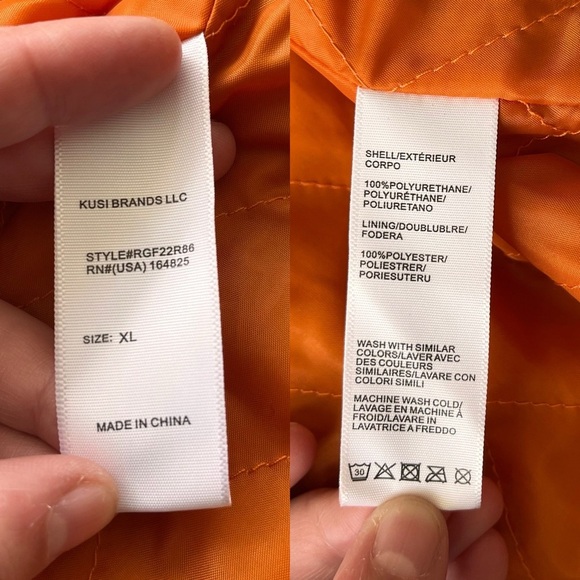 KUSI BRANDS LLC
STYLE#RGF22R86
RN#(USA) 164825
SIZE: XL
MADE IN CHINA
SHELL/EXTÉRIEUR
CORPO
100%POLYURETHANE/
POLYURÉTHANE/
POLIURETANO
LINING/DOUBLUBLRE/
FODERA
100%POLYESTER/
POLIESTRER/
PORIESUTERU
WASH WITH SIMILAR
COLORS/LAVER AVEC
DES COULEURS
SIMILAIRES/LAVARE CON
COLORI SIMILI
MACHINE WASH COLD/
LAVAGE EN MACHINE À
FROID/LAVARE IN
LAVATRICE A FREDDO
30